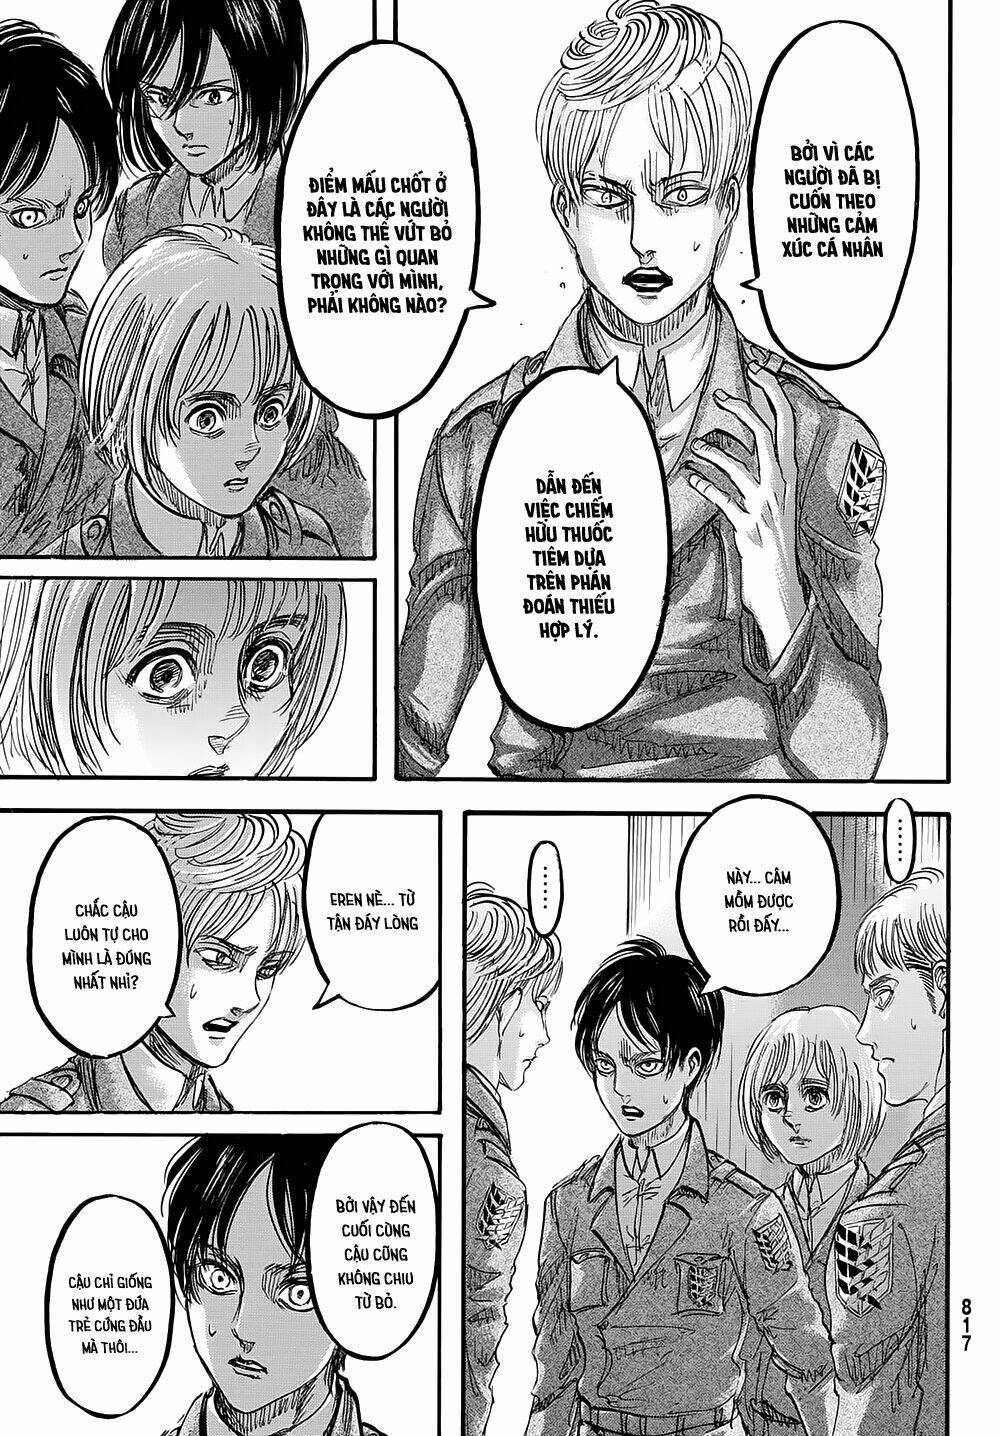 BỞI VÌ CÁC
NGƯỜI ĐÃ BỊ
CUỐN THEO
NHỮNG CẢM
XÚC CÁ NHÂN
DẪN ĐẾN
VIỆC CHIẾM
HỮU THUỐC
TIÊM DỰA
TRÊN PHÁN
ĐOÁN THIẾU
HỢP LÝ.
ĐIỂM MẤU CHỐT Ở
ĐÂY LÀ CÁC NGƯỜI
KHÔNG THỂ VỨT BỎ
NHỮNG GÌ QUAN
TRỌNG VỚI MÌNH,
PHẢI KHÔNG NÀO?
.......
NÀY... CÂM
MỒM ĐƯỢC
RỒI ĐẤY...
.......
EREN NÈ... TỪ
TẬN ĐÁY LÒNG
CHẮC CẬU
LUÔN TỰ CHO
MÌNH LÀ ĐÚNG
NHẤT NHỈ?
BỞI VẬY ĐẾN
CUỐI CÙNG
CẬU CŨNG
KHÔNG CHỊU
TỪ BỎ.
CẬU CHỈ GIỐNG
NHƯ MỘT ĐỨA
TRẺ CỨNG ĐẦU
MÀ THÔI...
817